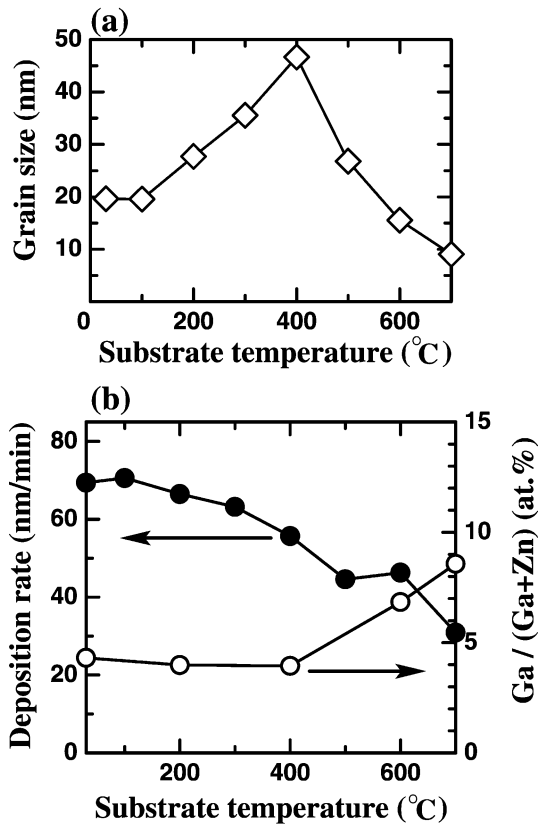 (a)
50
40
30
20
10
Grain size (nm)
0 200 400 600
Substrate temperature (°C)
(b)
80
60
40
20
0
Deposition rate (nm/min)
15
10
5
0
Ga / (Ga+Zn) (at.%)
200 400 600
Substrate temperature (°C)